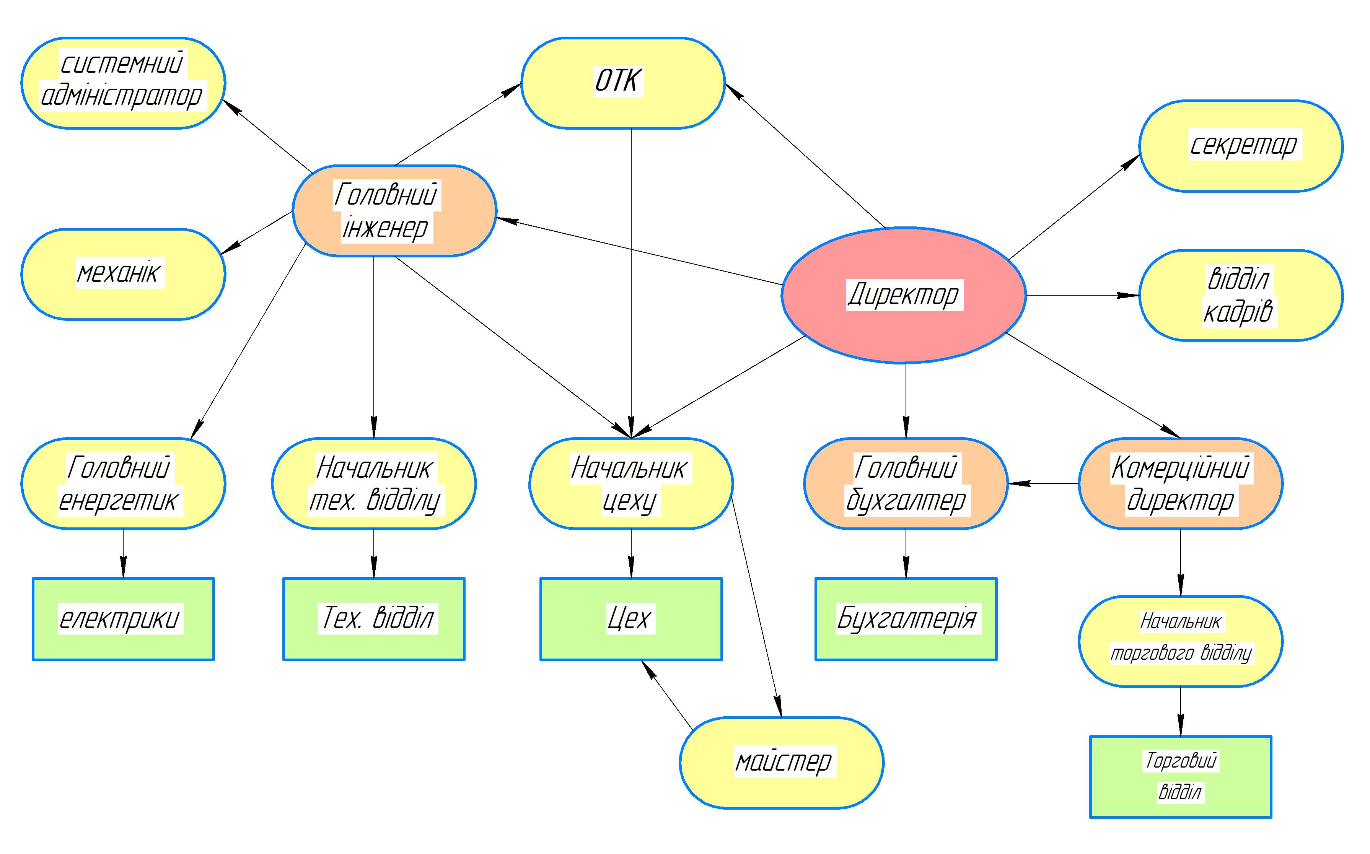 системний
адміністратор
ОТК
секретар
Головний
інженер
механік
Директор
відділ
кадрів
Головний
енергетик
Начальник
тех. відділу
Начальник
цеху
Головний
бухгалтер
Комерційний
директор
електрики
Тех. відділ
Цех
Бухгалтерія
Начальник
торгового відділу
майстер
Торговий
відділ